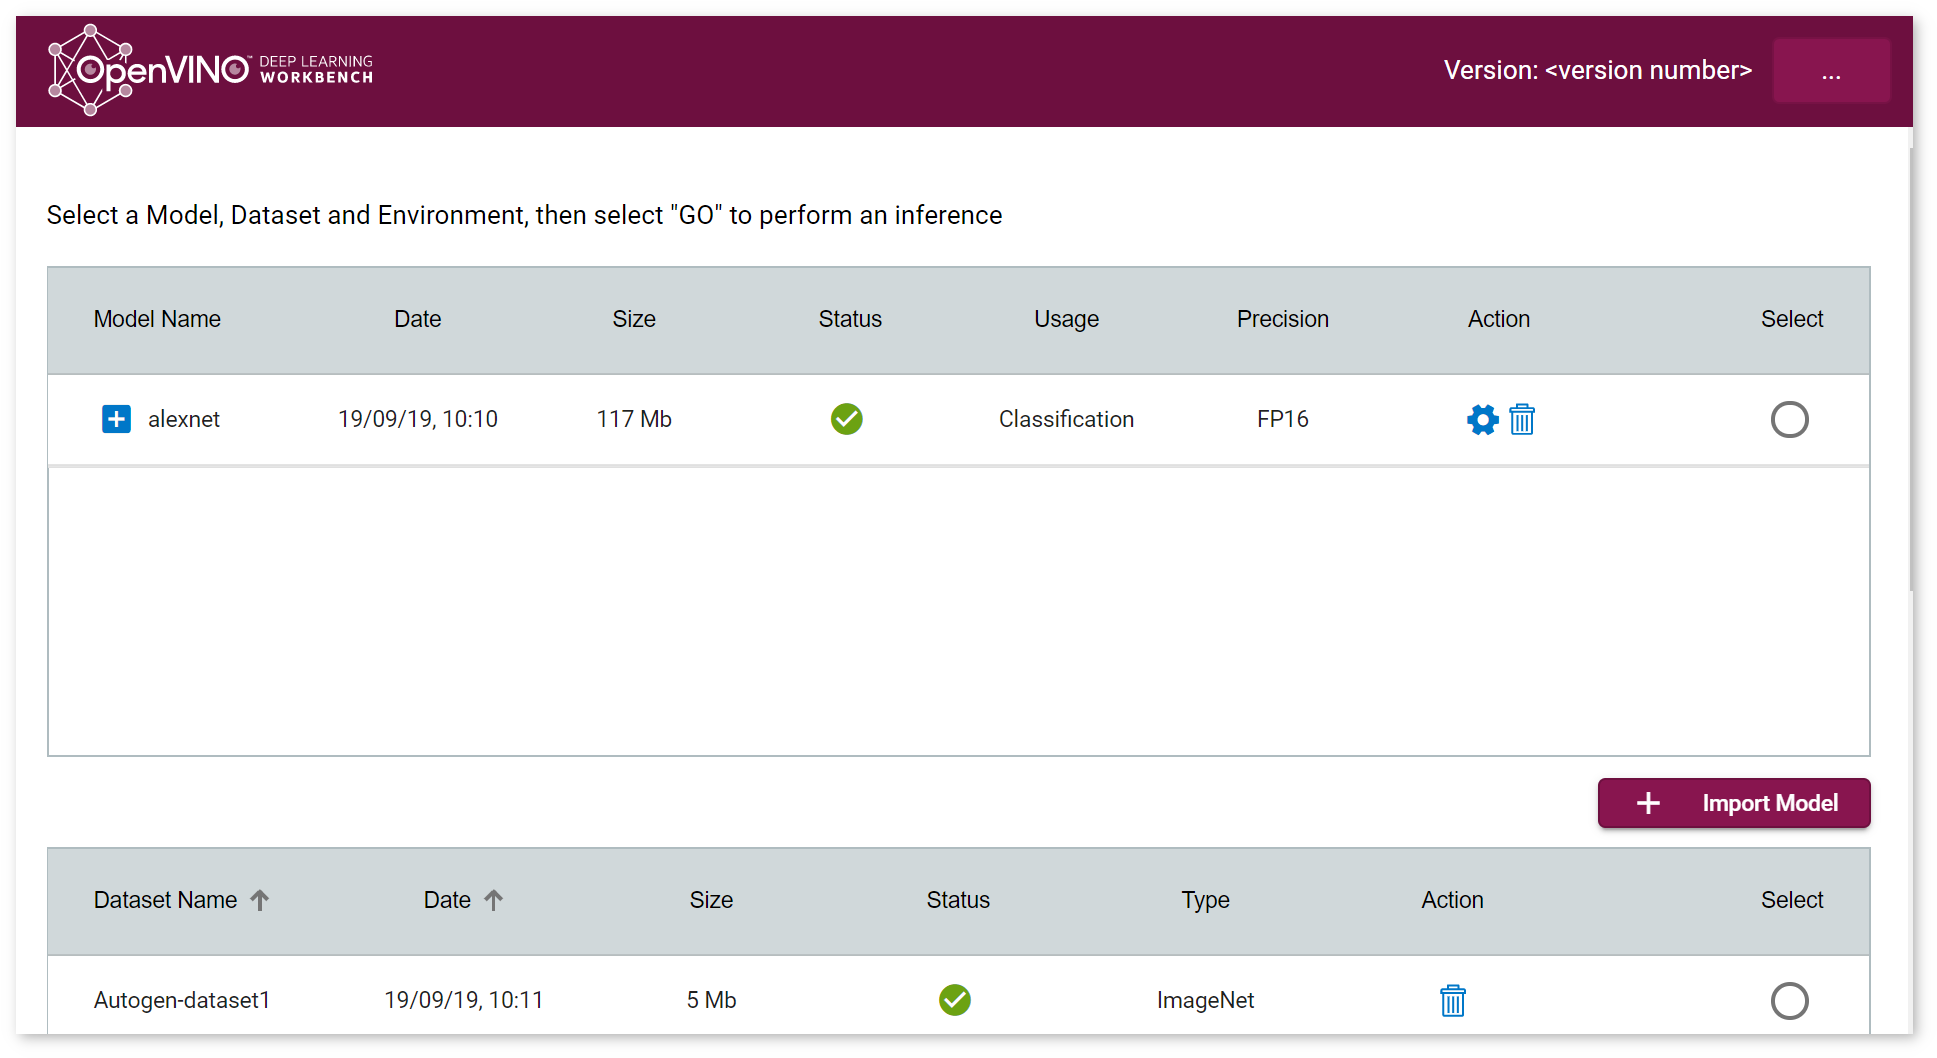 OpenVINO™ DEEP LEARNING WORKBENCH
Version: <version number> ...
Select a Model, Dataset and Environment, then select "GO" to perform an inference
Model Name Date Size Status Usage Precision Action Select
alexnet 19/09/19, 10:10 117 Mb Classification FP16
+ Import Model
Dataset Name Date Size Status Type Action Select
Autogen-dataset1 19/09/19, 10:11 5 Mb ImageNet